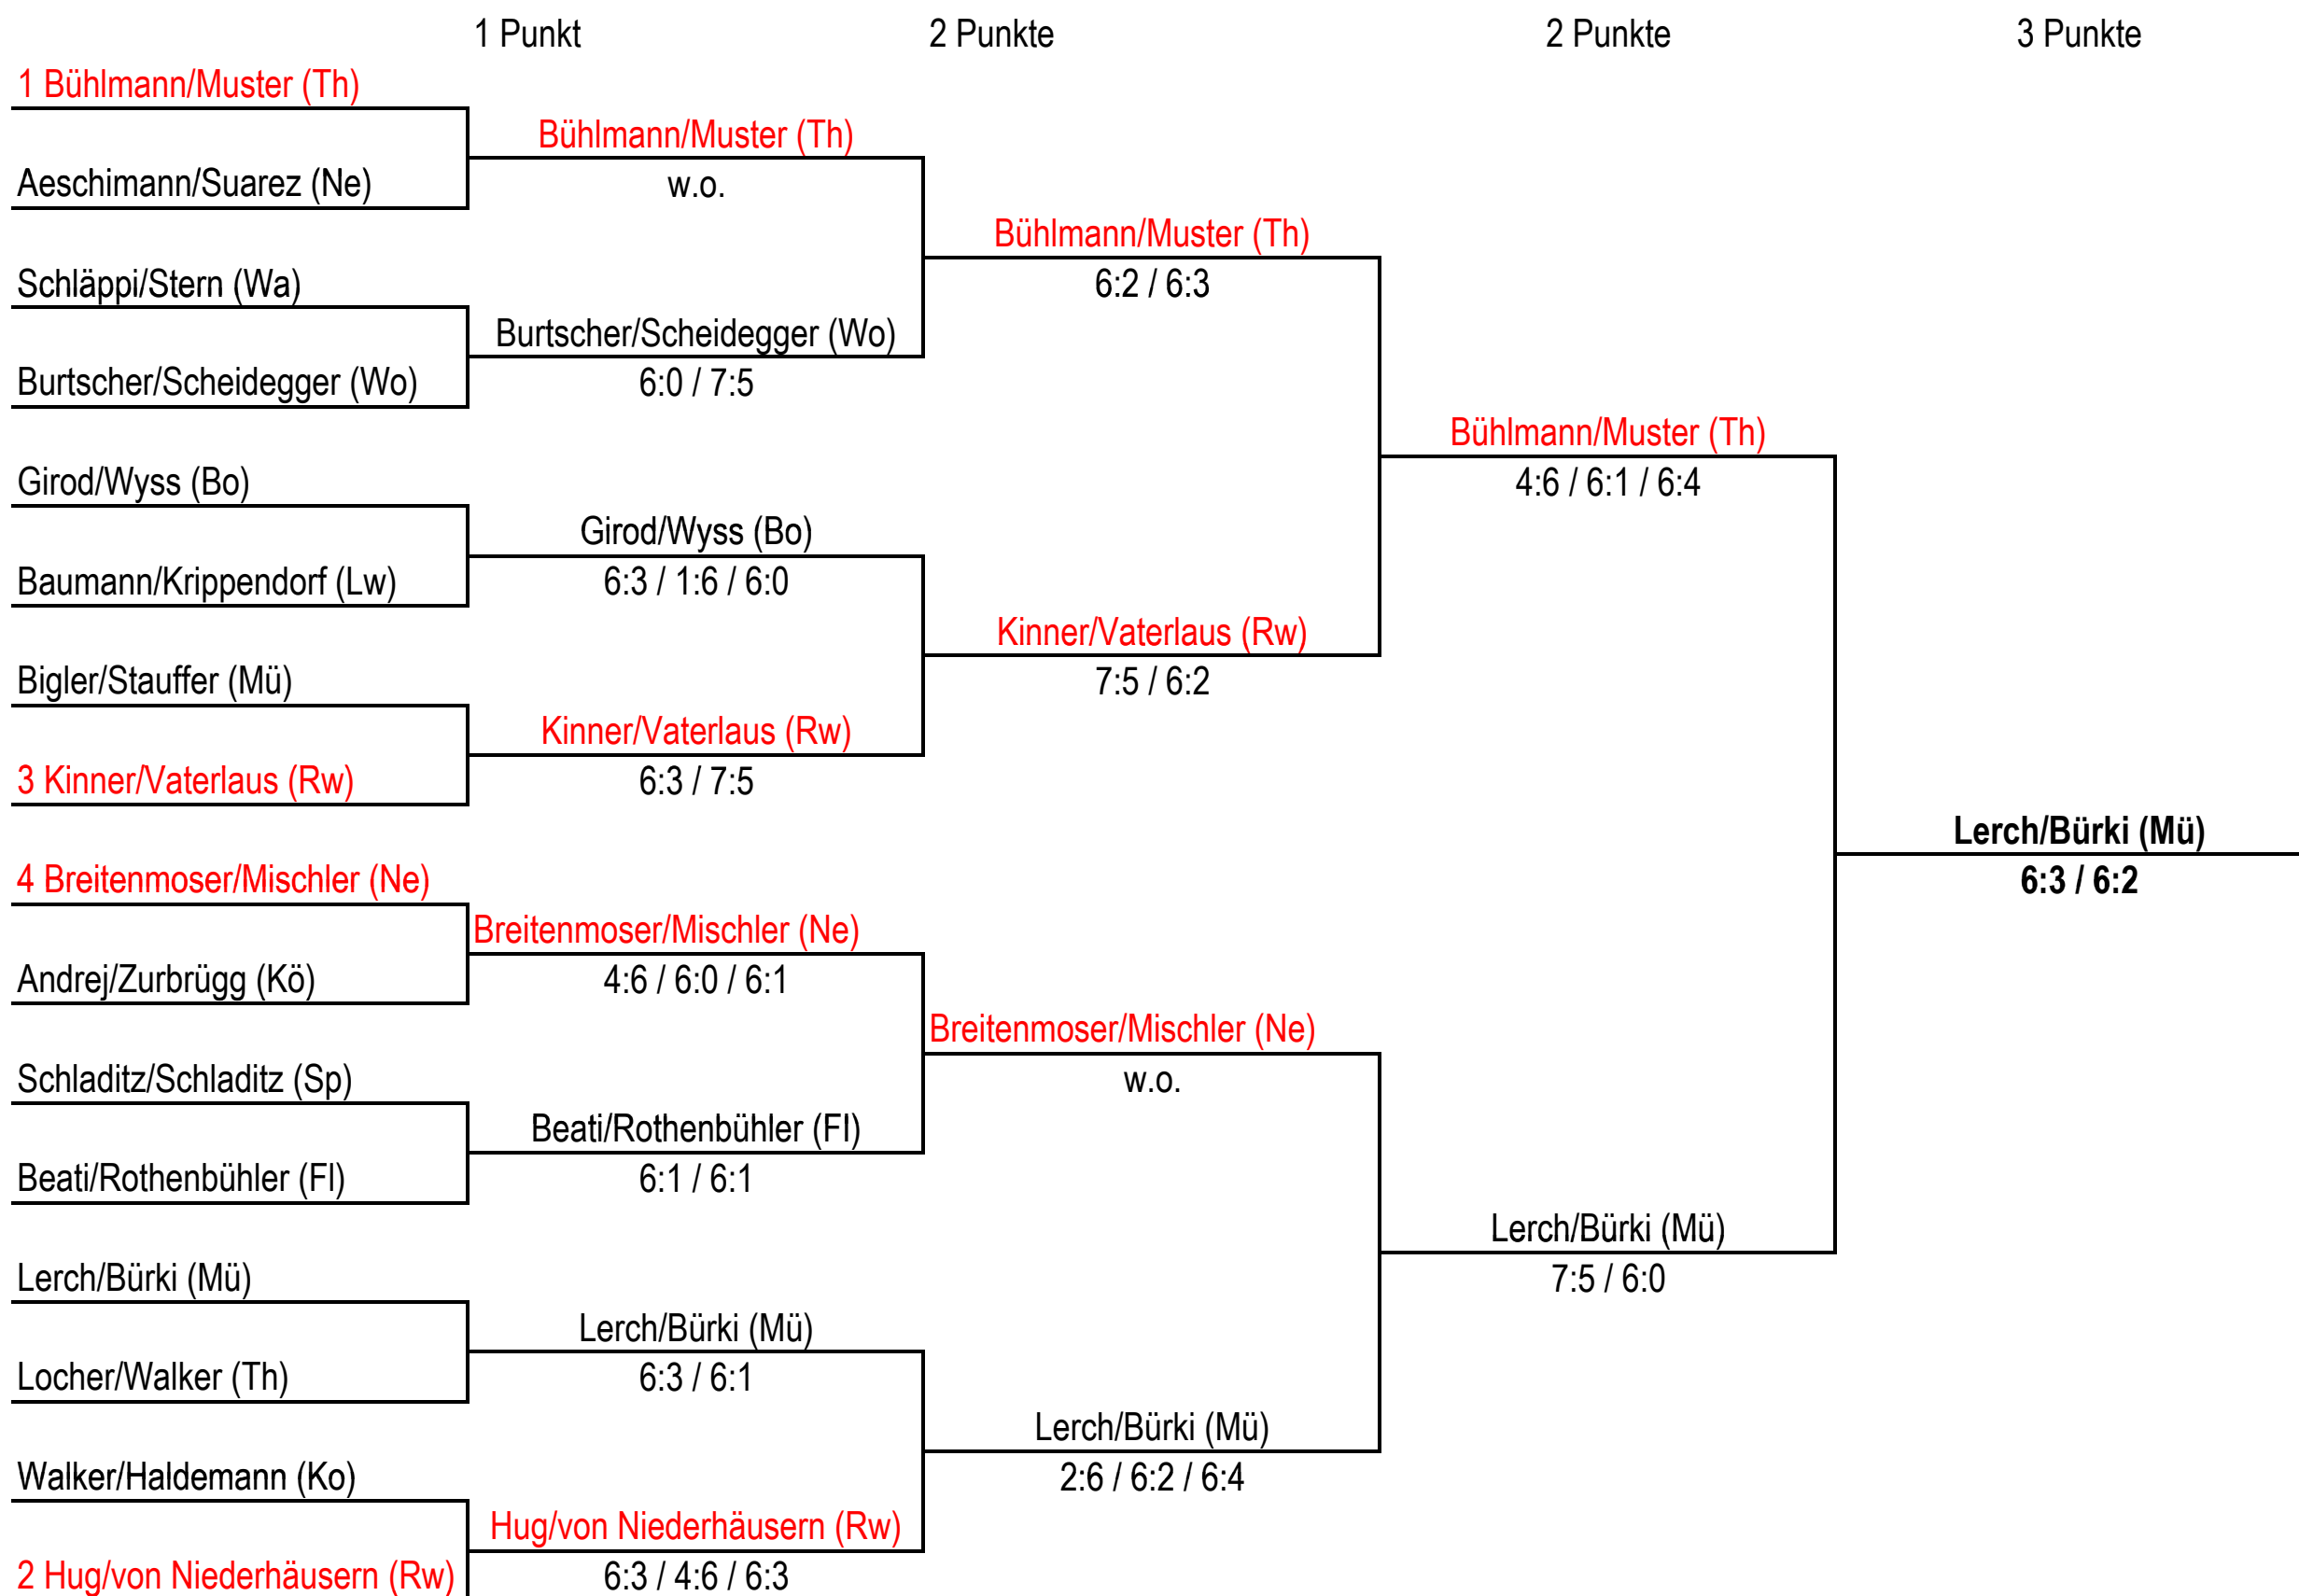 1 Punkt 2 Punkte 2 Punkte 3 Punkte
1 Bühlmann/Muster (Th)
Bühlmann/Muster (Th)
Aeschimann/Suarez (Ne) w.o.
Bühlmann/Muster (Th)
Schläppi/Stern (Wa) 6:2 / 6:3
Burtscher/Scheidegger (Wo)
Burtscher/Scheidegger (Wo) 6:0 / 7:5
Bühlmann/Muster (Th)
Girod/Wyss (Bo) 4:6 / 6:1 / 6:4
Girod/Wyss (Bo)
Baumann/Krippendorf (Lw) 6:3 / 1:6 / 6:0
Kinner/Vaterlaus (Rw)
Bigler/Stauffer (Mü) 7:5 / 6:2
Kinner/Vaterlaus (Rw)
3 Kinner/Vaterlaus (Rw) 6:3 / 7:5
Lerch/Bürki (Mü)
4 Breitenmoser/Mischler (Ne) 6:3 / 6:2
Breitenmoser/Mischler (Ne)
Andrej/Zurbrügg (Kö) 4:6 / 6:0 / 6:1
Breitenmoser/Mischler (Ne)
Schladitz/Schladitz (Sp) w.o.
Beati/Rothenbühler (Fl)
Beati/Rothenbühler (Fl) 6:1 / 6:1
Lerch/Bürki (Mü)
Lerch/Bürki (Mü) 7:5 / 6:0
Lerch/Bürki (Mü)
Locher/Walker (Th) 6:3 / 6:1
Lerch/Bürki (Mü)
Walker/Haldemann (Ko) 2:6 / 6:2 / 6:4
Hug/von Niederhäusern (Rw)
2 Hug/von Niederhäusern (Rw) 6:3 / 4:6 / 6:3